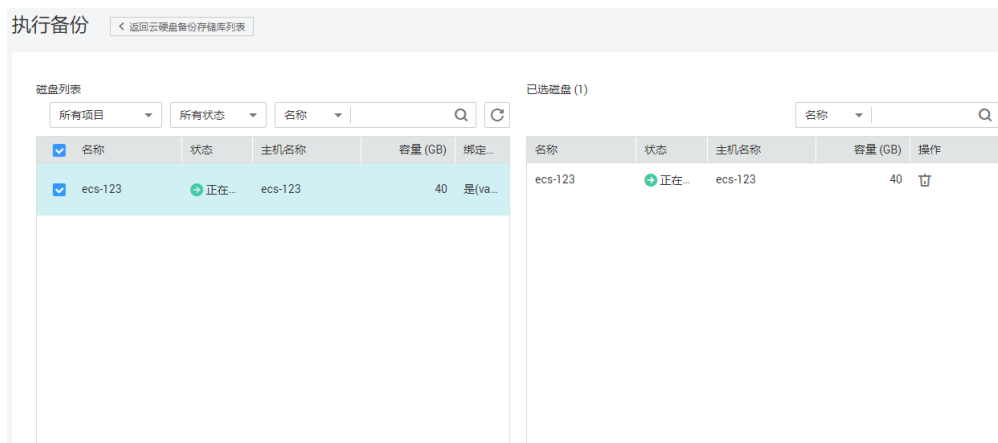 执行备份
返回云硬盘备份存储库列表
磁盘列表
所有项目 所有状态 名称
名称 状态 主机名称 容量 (GB) 绑定...
ecs-123 正在... ecs-123 40 是(va...
已选磁盘 (1)
名称
名称 状态 主机名称 容量 (GB) 操作
ecs-123 正在... ecs-123 40